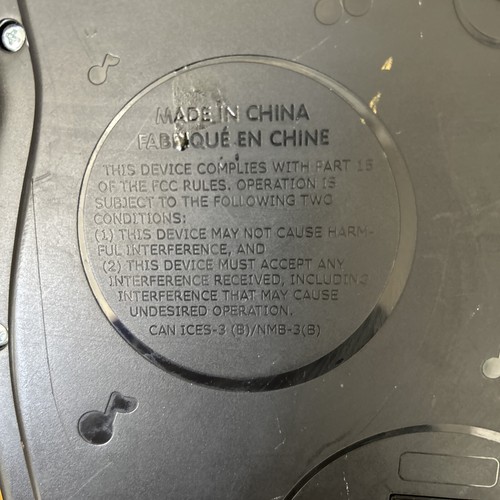 MADE IN CHINA
FABRIQUÉ EN CHINE
THIS DEVICE COMPLIES WITH PART 15
OF THE FCC RULES. OPERATION IS
SUBJECT TO THE FOLLOWING TWO
CONDITIONS:
(1) THIS DEVICE MAY NOT CAUSE HARM-
FUL INTERFERENCE, AND
(2) THIS DEVICE MUST ACCEPT ANY
INTERFERENCE RECEIVED, INCLUDING
INTERFERENCE THAT MAY CAUSE
UNDESIRED OPERATION.
CAN ICES-3 (B)/NMB-3(B)